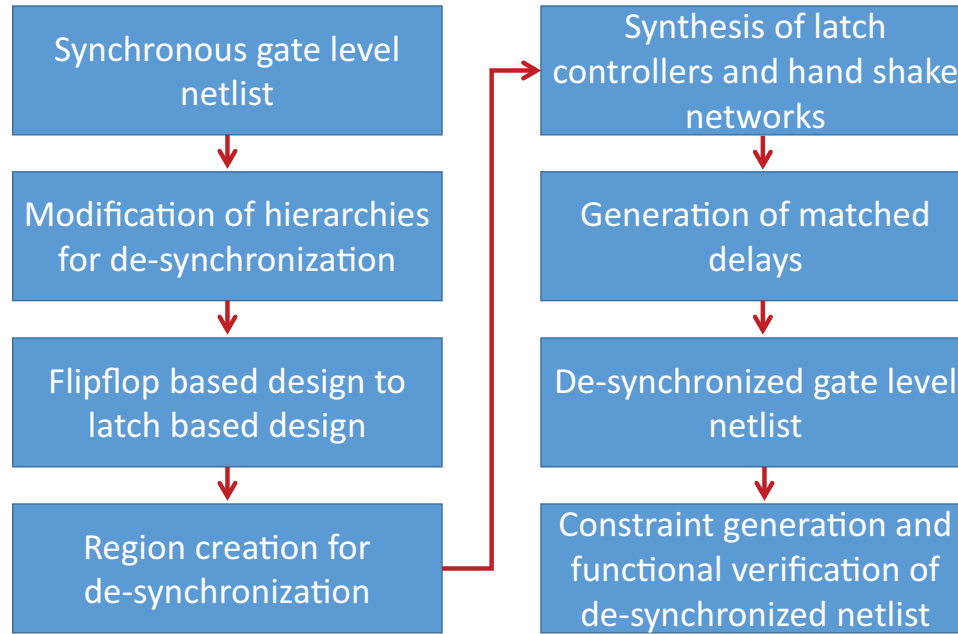 Synchronous gate level
netlist
Modification of hierarchies
for de-synchronization
Flipflop based design to
latch based design
Region creation for
de-synchronization
Synthesis of latch
controllers and hand shake
networks
Generation of matched
delays
De-synchronized gate level
netlist
Constraint generation and
functional verification of
de-synchronized netlist